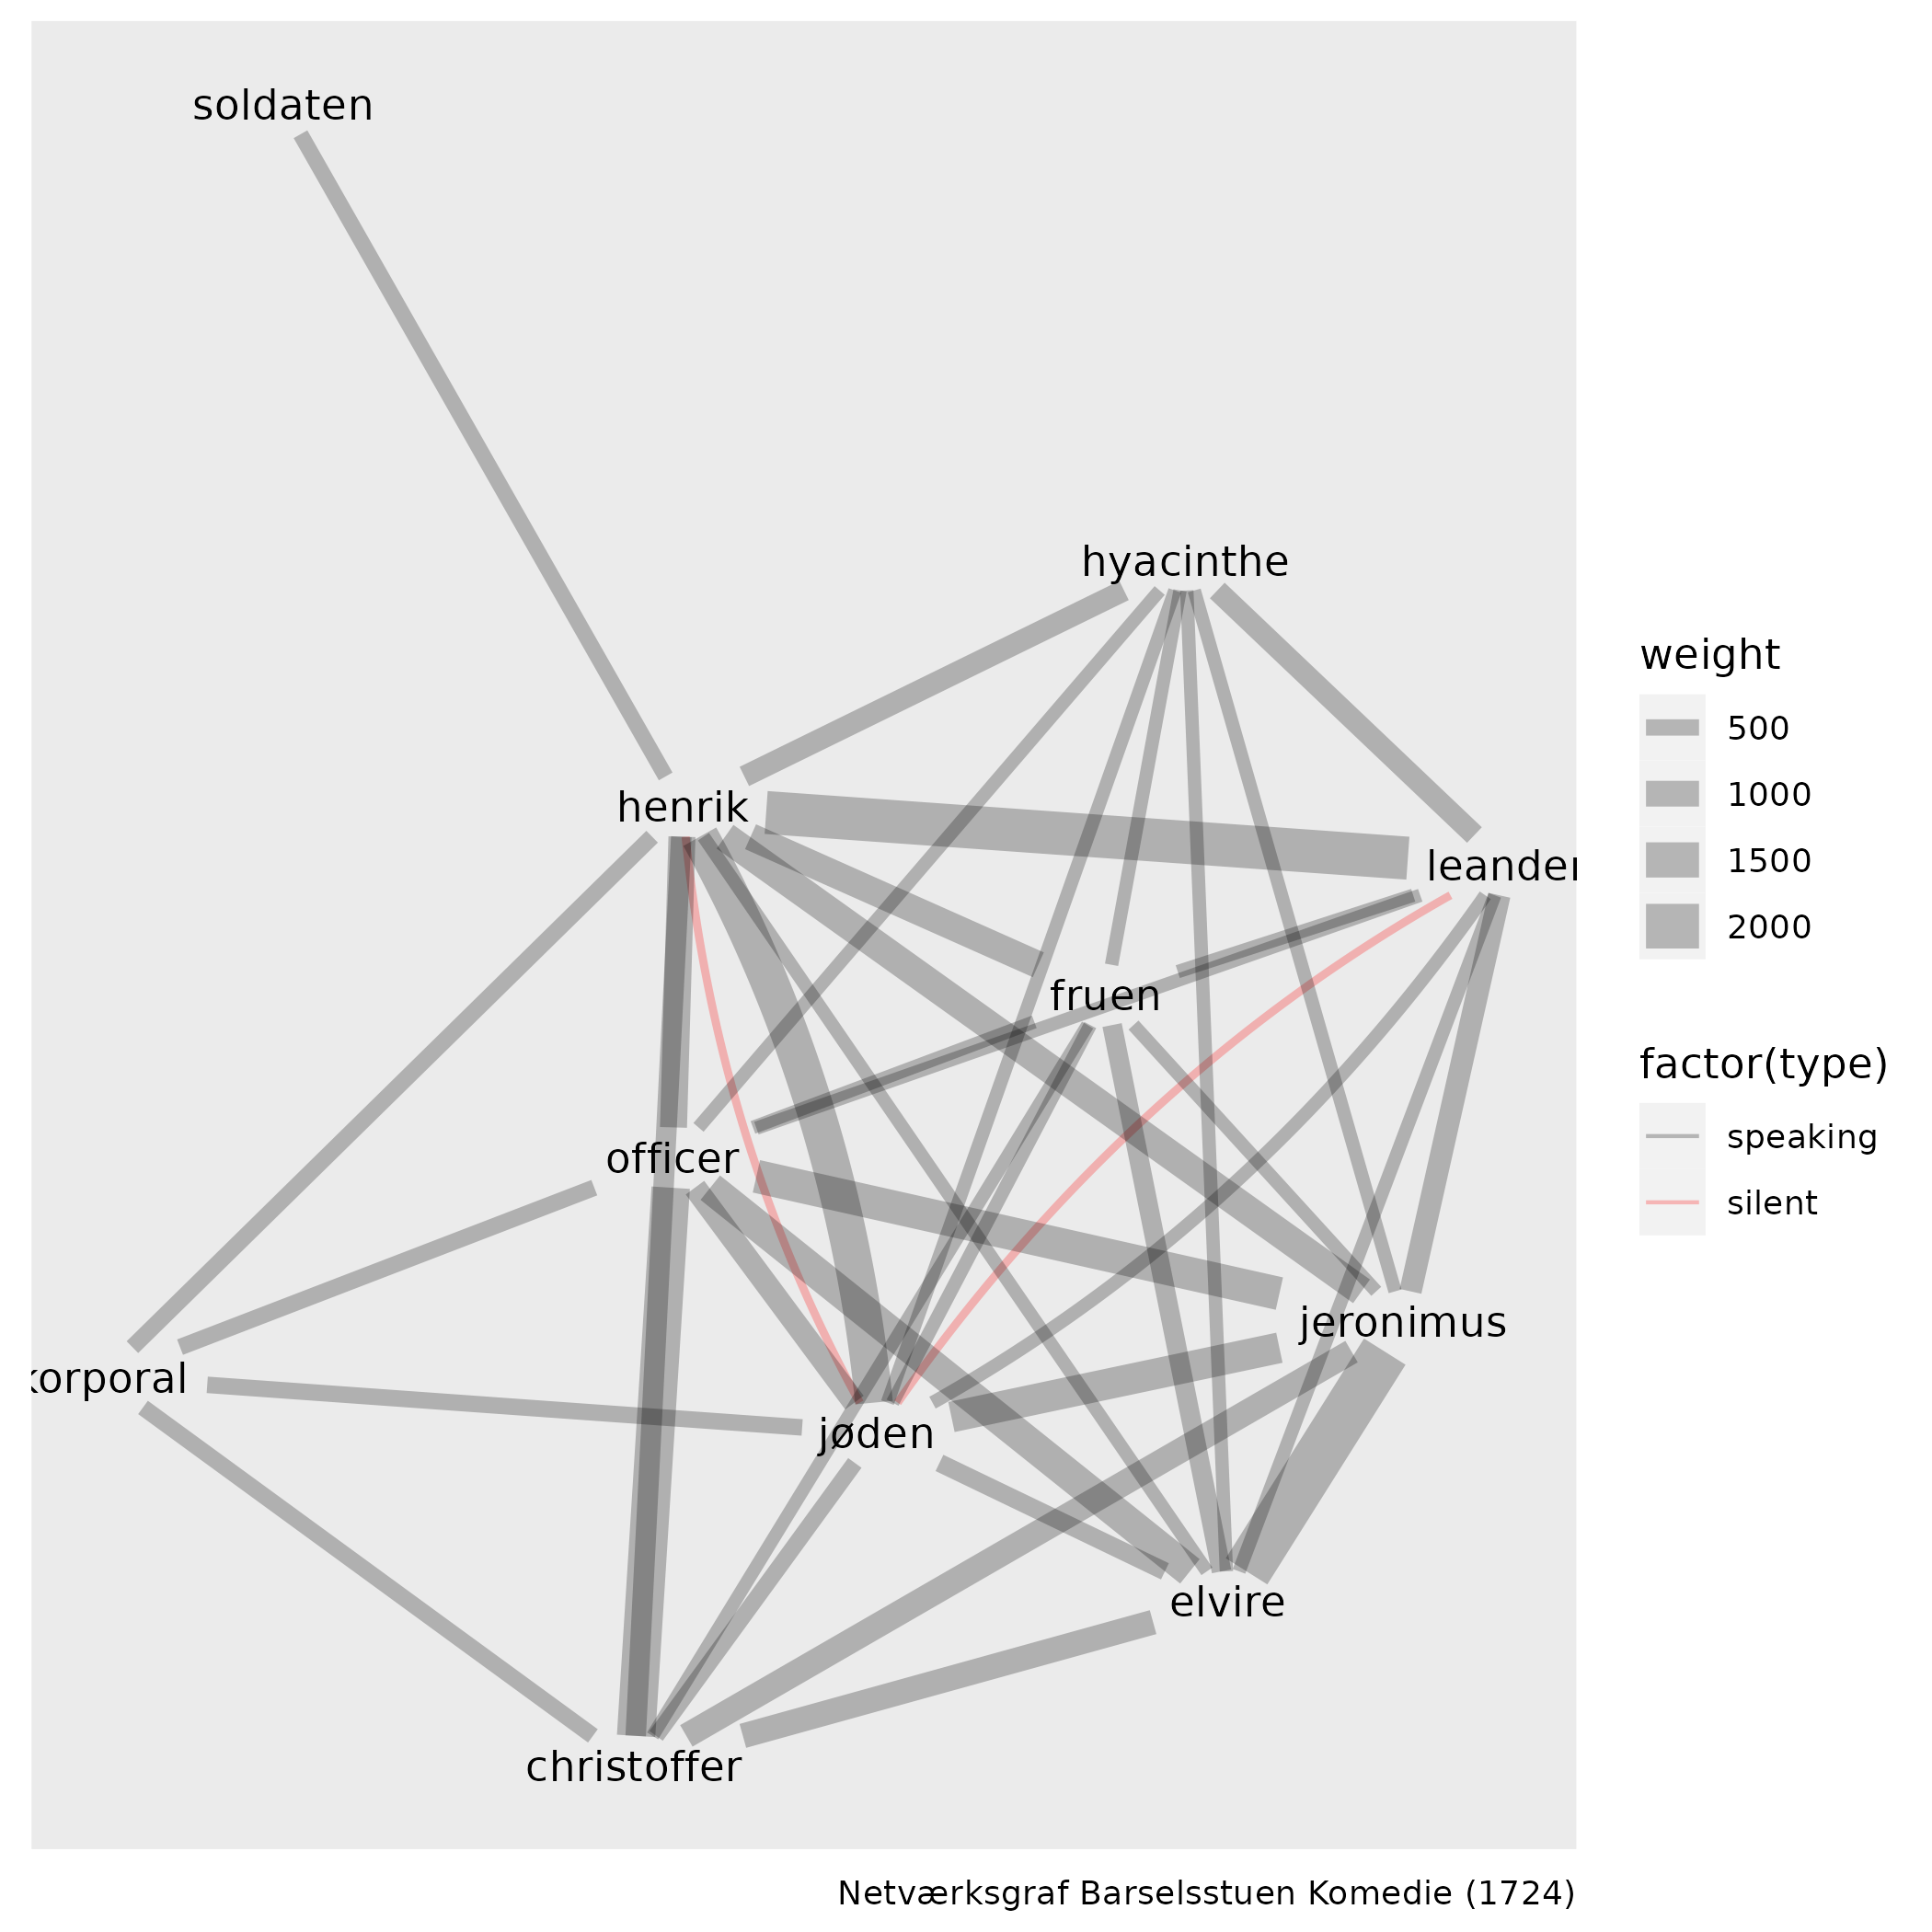 soldaten
hyacinthe
henrik
leander
fruen
officer
jeronimus
korporal
jøden
elvire
christoffer
weight
500
1000
1500
2000
factor(type)
speaking
silent
Netværksgraf Barselsstuen Komedie (1724)